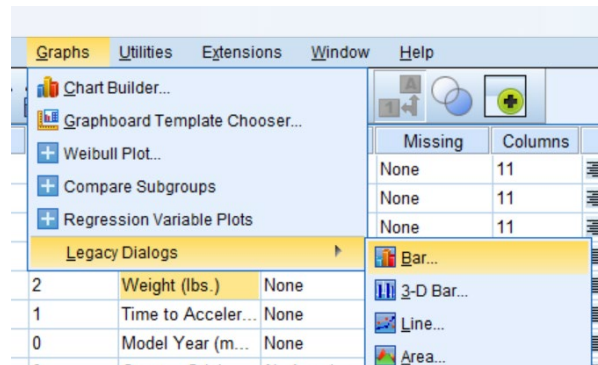 Graphs Utilities Extensions Window Help
Chart Builder...
Graphboard Template Chooser...
Weibull Plot...
Compare Subgroups
Regression Variable Plots
Legacy Dialogs
A
1
Missing Columns
None 11
None 11
None 11
Bar...
3-D Bar...
Line...
Area...
2 Weight (lbs.) None
1 Time to Acceler... None
0 Model Year (m... None